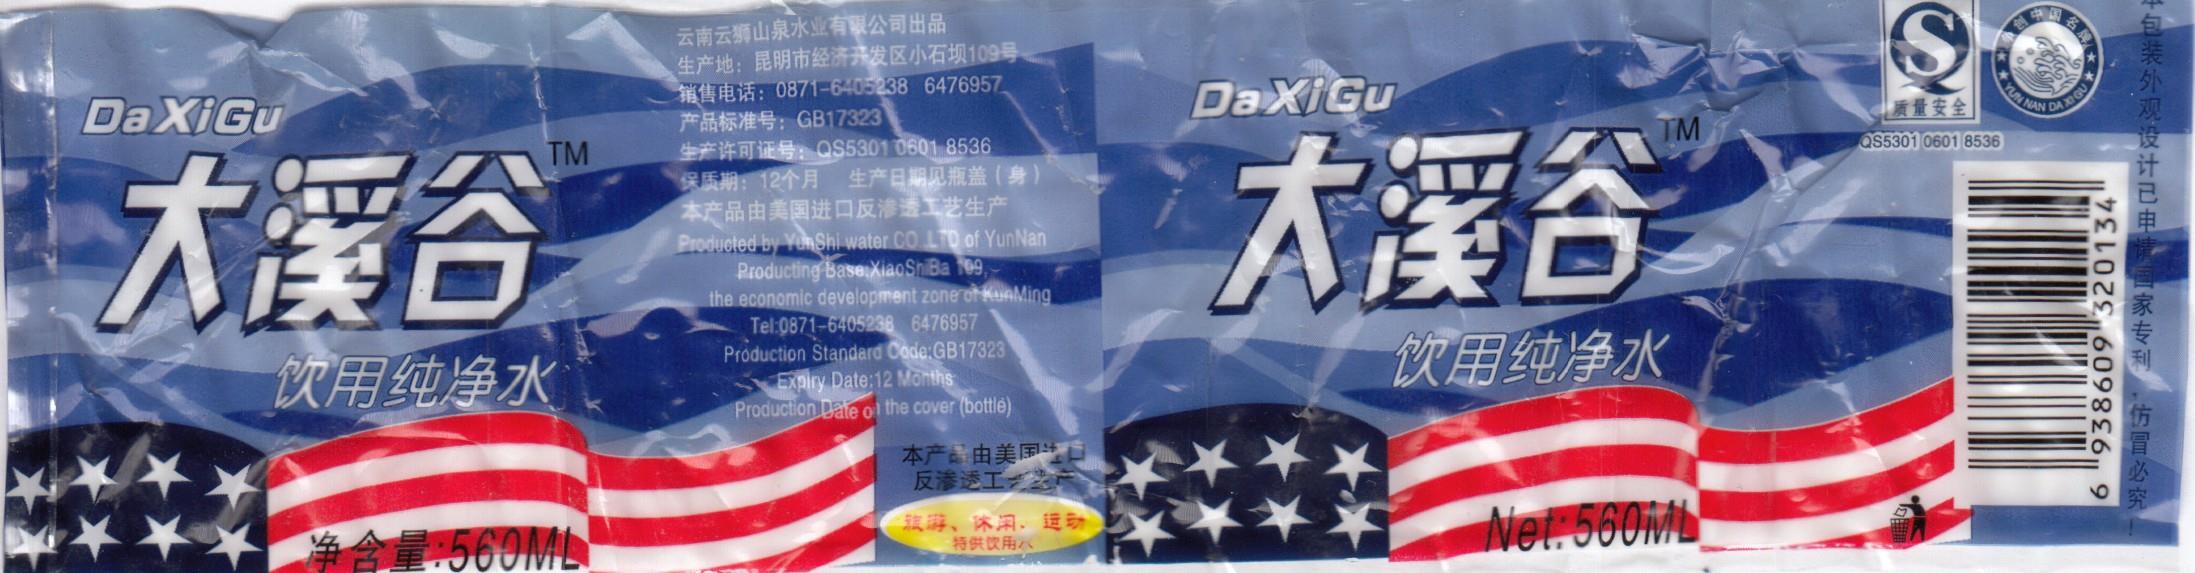 DaXiGu
大溪谷TM
饮用纯净水
净含量:560ML
云南云狮山泉水业有限公司出品
生产地：昆明市经济开发区小石坝109号
销售电话：0871-6405238 6476957
产品标准号：GB17323
生产许可证号：QS5301 0601 8536
保质期：12个月 生产日期见瓶盖（身）
本产品由美国进口反渗透工艺生产
Producted by YunShi water CO.,LTD of YunNan
Producting Base:XiaoShiBa 109,
the economic development zone of KunMing
Tel:0871-6405238 6476957
Production Standard Code:GB17323
Expiry Date:12 Months
Production Date on the cover (bottle)
本产品由美国进口
反渗透工艺生产
旅游、休闲、运动
特供饮用水
DaXiGu
大溪谷TM
饮用纯净水
Net:560ML
S
质量安全
QS5301 0601 8536
争创中国名牌
YUN NAN DA XI GU
6 938609 320134
本包装外观设计已申请国家专利，仿冒必究！